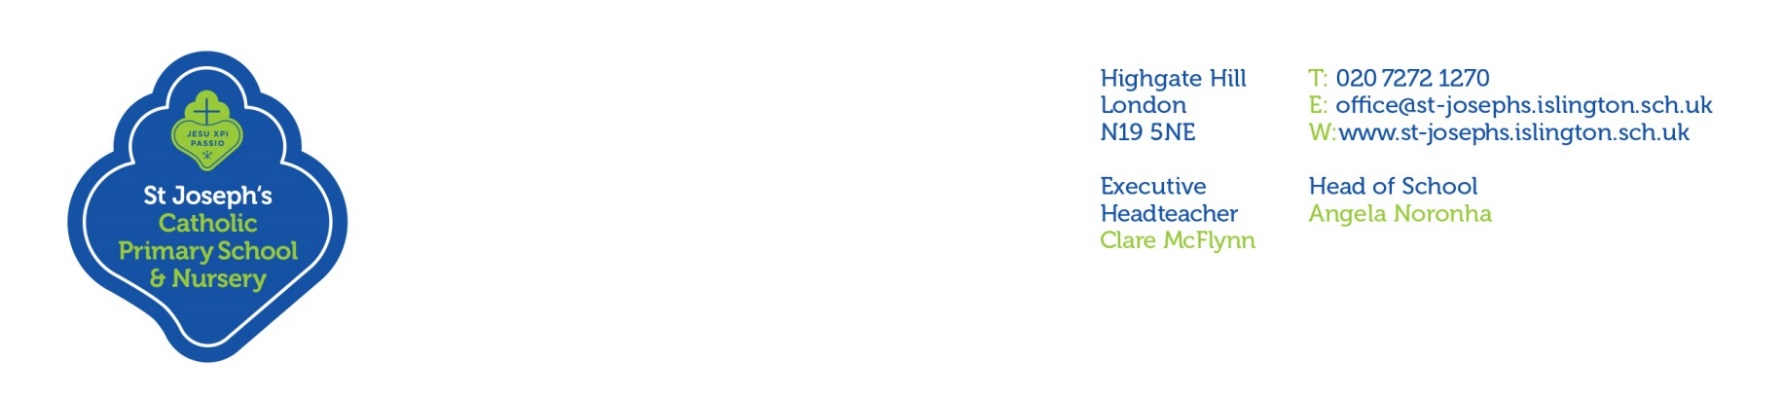 JESU XPI
PASSIO
St Joseph‘s
Catholic
Primary School
& Nursery
Highgate Hill
London
N19 5NE
Executive
Headteacher
Clare McFlynn
T: 020 7272 1270
E: office@st-josephs.islington.sch.uk
W:www.st-josephs.islington.sch.uk
Head of School
Angela Noronha